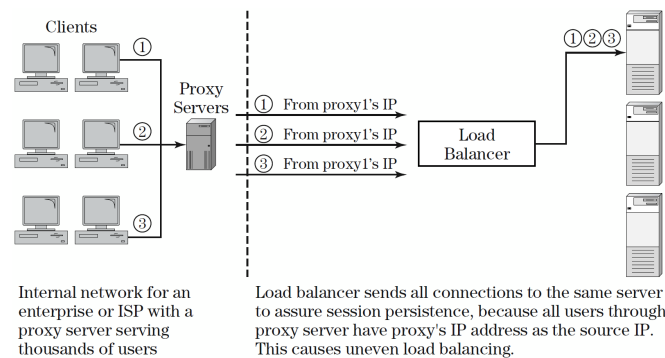 Clients
①
②
③
Proxy
Servers
① From proxy1's IP
② From proxy1's IP
③ From proxy1's IP
Load
Balancer
①②③
Internal network for an
enterprise or ISP with a
proxy server serving
thousands of users
Load balancer sends all connections to the same server
to assure session persistence, because all users through
proxy server have proxy's IP address as the source IP.
This causes uneven load balancing.